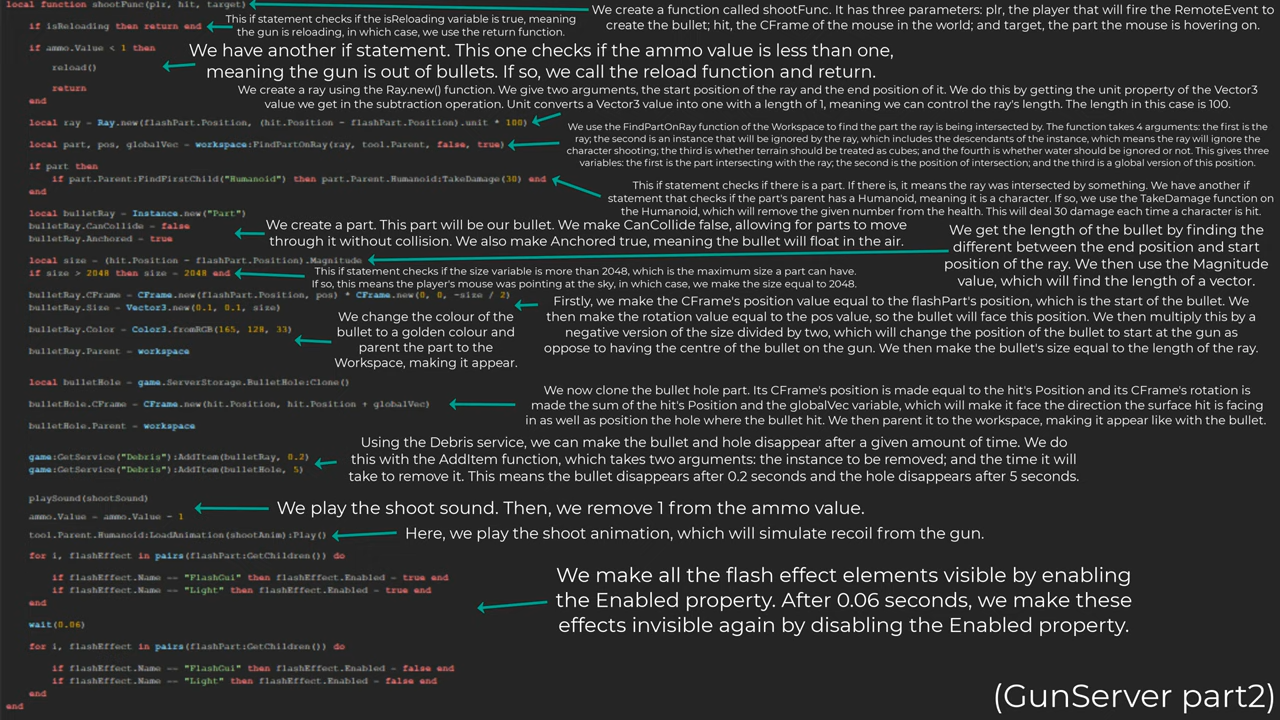 local function shootFunc(plr, hit, target)
We create a function called shootFunc. It has three parameters: plr, the player that will fire the RemoteEvent to
create the bullet; hit, the CFrame of the mouse in the world; and target, the part the mouse is hovering on.
if isReloading then return end
This if statement checks if the isReloading variable is true, meaning
the gun is reloading, in which case, we use the return function.
if ammo.Value < 1 then
reload()
return
end
We have another if statement. This one checks if the ammo value is less than one,
meaning the gun is out of bullets. If so, we call the reload function and return.
We create a ray using the Ray.new() function. We give two arguments, the start position of the ray and the end position of it. We do this by getting the unit property of the Vector3
value we get in the subtraction operation. Unit converts a Vector3 value into one with a length of 1, meaning we can control the ray's length. The length in this case is 100.
local ray = Ray.new(flashPart.Position, (hit.Position - flashPart.Position).unit * 100)
local part, pos, globalVec = workspace:FindPartOnRay(ray, tool.Parent, false, true)
We use the FindPartOnRay function of the Workspace to find the part the ray is being intersected by. The function takes 4 arguments: the first is the
ray; the second is an instance that will be ignored by the ray, which includes the descendants of the instance, which means the ray will ignore the
character shooting; the third is whether terrain should be treated as cubes; and the fourth is whether water should be ignored or not. This gives three
variables: the first is the part intersecting with the ray; the second is the position of intersection; and the third is a global version of this position.
if part then
if part.Parent:FindFirstChild("Humanoid") then part.Parent.Humanoid:TakeDamage(30) end
end
This if statement checks if there is a part. If there is, it means the ray was intersected by something. We have another if
statement that checks if the part's parent has a Humanoid, meaning it is a character. If so, we use the TakeDamage function on
the Humanoid, which will remove the given number from the health. This will deal 30 damage each time a character is hit.
local bulletRay = Instance.new("Part")
bulletRay.CanCollide = false
bulletRay.Anchored = true
We create a part. This part will be our bullet. We make CanCollide false, allowing for parts to move
through it without collision. We also make Anchored true, meaning the bullet will float in the air.
We get the length of the bullet by finding the
different between the end position and start
position of the ray. We then use the Magnitude
value, which will find the length of a vector.
local size = (hit.Position - flashPart.Position).Magnitude
if size > 2048 then size = 2048 end
This if statement checks if the size variable is more than 2048, which is the maximum size a part can have.
If so, this means the player's mouse was pointing at the sky, in which case, we make the size equal to 2048.
bulletRay.CFrame = CFrame.new(flashPart.Position, pos) * CFrame.new(0, 0, -size / 2)
bulletRay.Size = Vector3.new(0.1, 0.1, size)
Firstly, we make the CFrame's position value equal to the flashPart's position, which is the start of the bullet. We
then make the rotation value equal to the pos value, so the bullet will face this position. We then multiply this by a
negative version of the size divided by two, which will change the position of the bullet to start at the gun as
oppose to having the centre of the bullet on the gun. We then make the bullet's size equal to the length of the ray.
bulletRay.Color = Color3.fromRGB(165, 128, 33)
bulletRay.Parent = workspace
We change the colour of the
bullet to a golden colour and
parent the part to the
Workspace, making it appear.
local bulletHole = game.ServerStorage.BulletHole:Clone()
bulletHole.CFrame = CFrame.new(hit.Position, hit.Position + globalVec)
bulletHole.Parent = workspace
We now clone the bullet hole part. Its CFrame's position is made equal to the hit's Position and its CFrame's rotation is
made the sum of the hit's Position and the globalVec variable, which will make it face the direction the surface hit is facing
in as well as position the hole where the bullet hit. We then parent it to the workspace, making it appear like with the bullet.
game:GetService("Debris"):AddItem(bulletRay, 0.2)
game:GetService("Debris"):AddItem(bulletHole, 5)
Using the Debris service, we can make the bullet and hole disappear after a given amount of time. We do
this with the AddItem function, which takes two arguments: the instance to be removed; and the time it will
take to remove it. This means the bullet disappears after 0.2 seconds and the hole disappears after 5 seconds.
playSound(shootSound)
ammo.Value = ammo.Value - 1
We play the shoot sound. Then, we remove 1 from the ammo value.
tool.Parent.Humanoid:LoadAnimation(shootAnim):Play()
Here, we play the shoot animation, which will simulate recoil from the gun.
for i, flashEffect in pairs(flashPart:GetChildren()) do
if flashEffect.Name == "FlashGui" then flashEffect.Enabled = true end
if flashEffect.Name == "Light" then flashEffect.Enabled = true end
end
wait(0.06)
We make all the flash effect elements visible by enabling
the Enabled property. After 0.06 seconds, we make these
effects invisible again by disabling the Enabled property.
for i, flashEffect in pairs(flashPart:GetChildren()) do
if flashEffect.Name == "FlashGui" then flashEffect.Enabled = false end
if flashEffect.Name == "Light" then flashEffect.Enabled = false end
end
end
(GunServer part2)